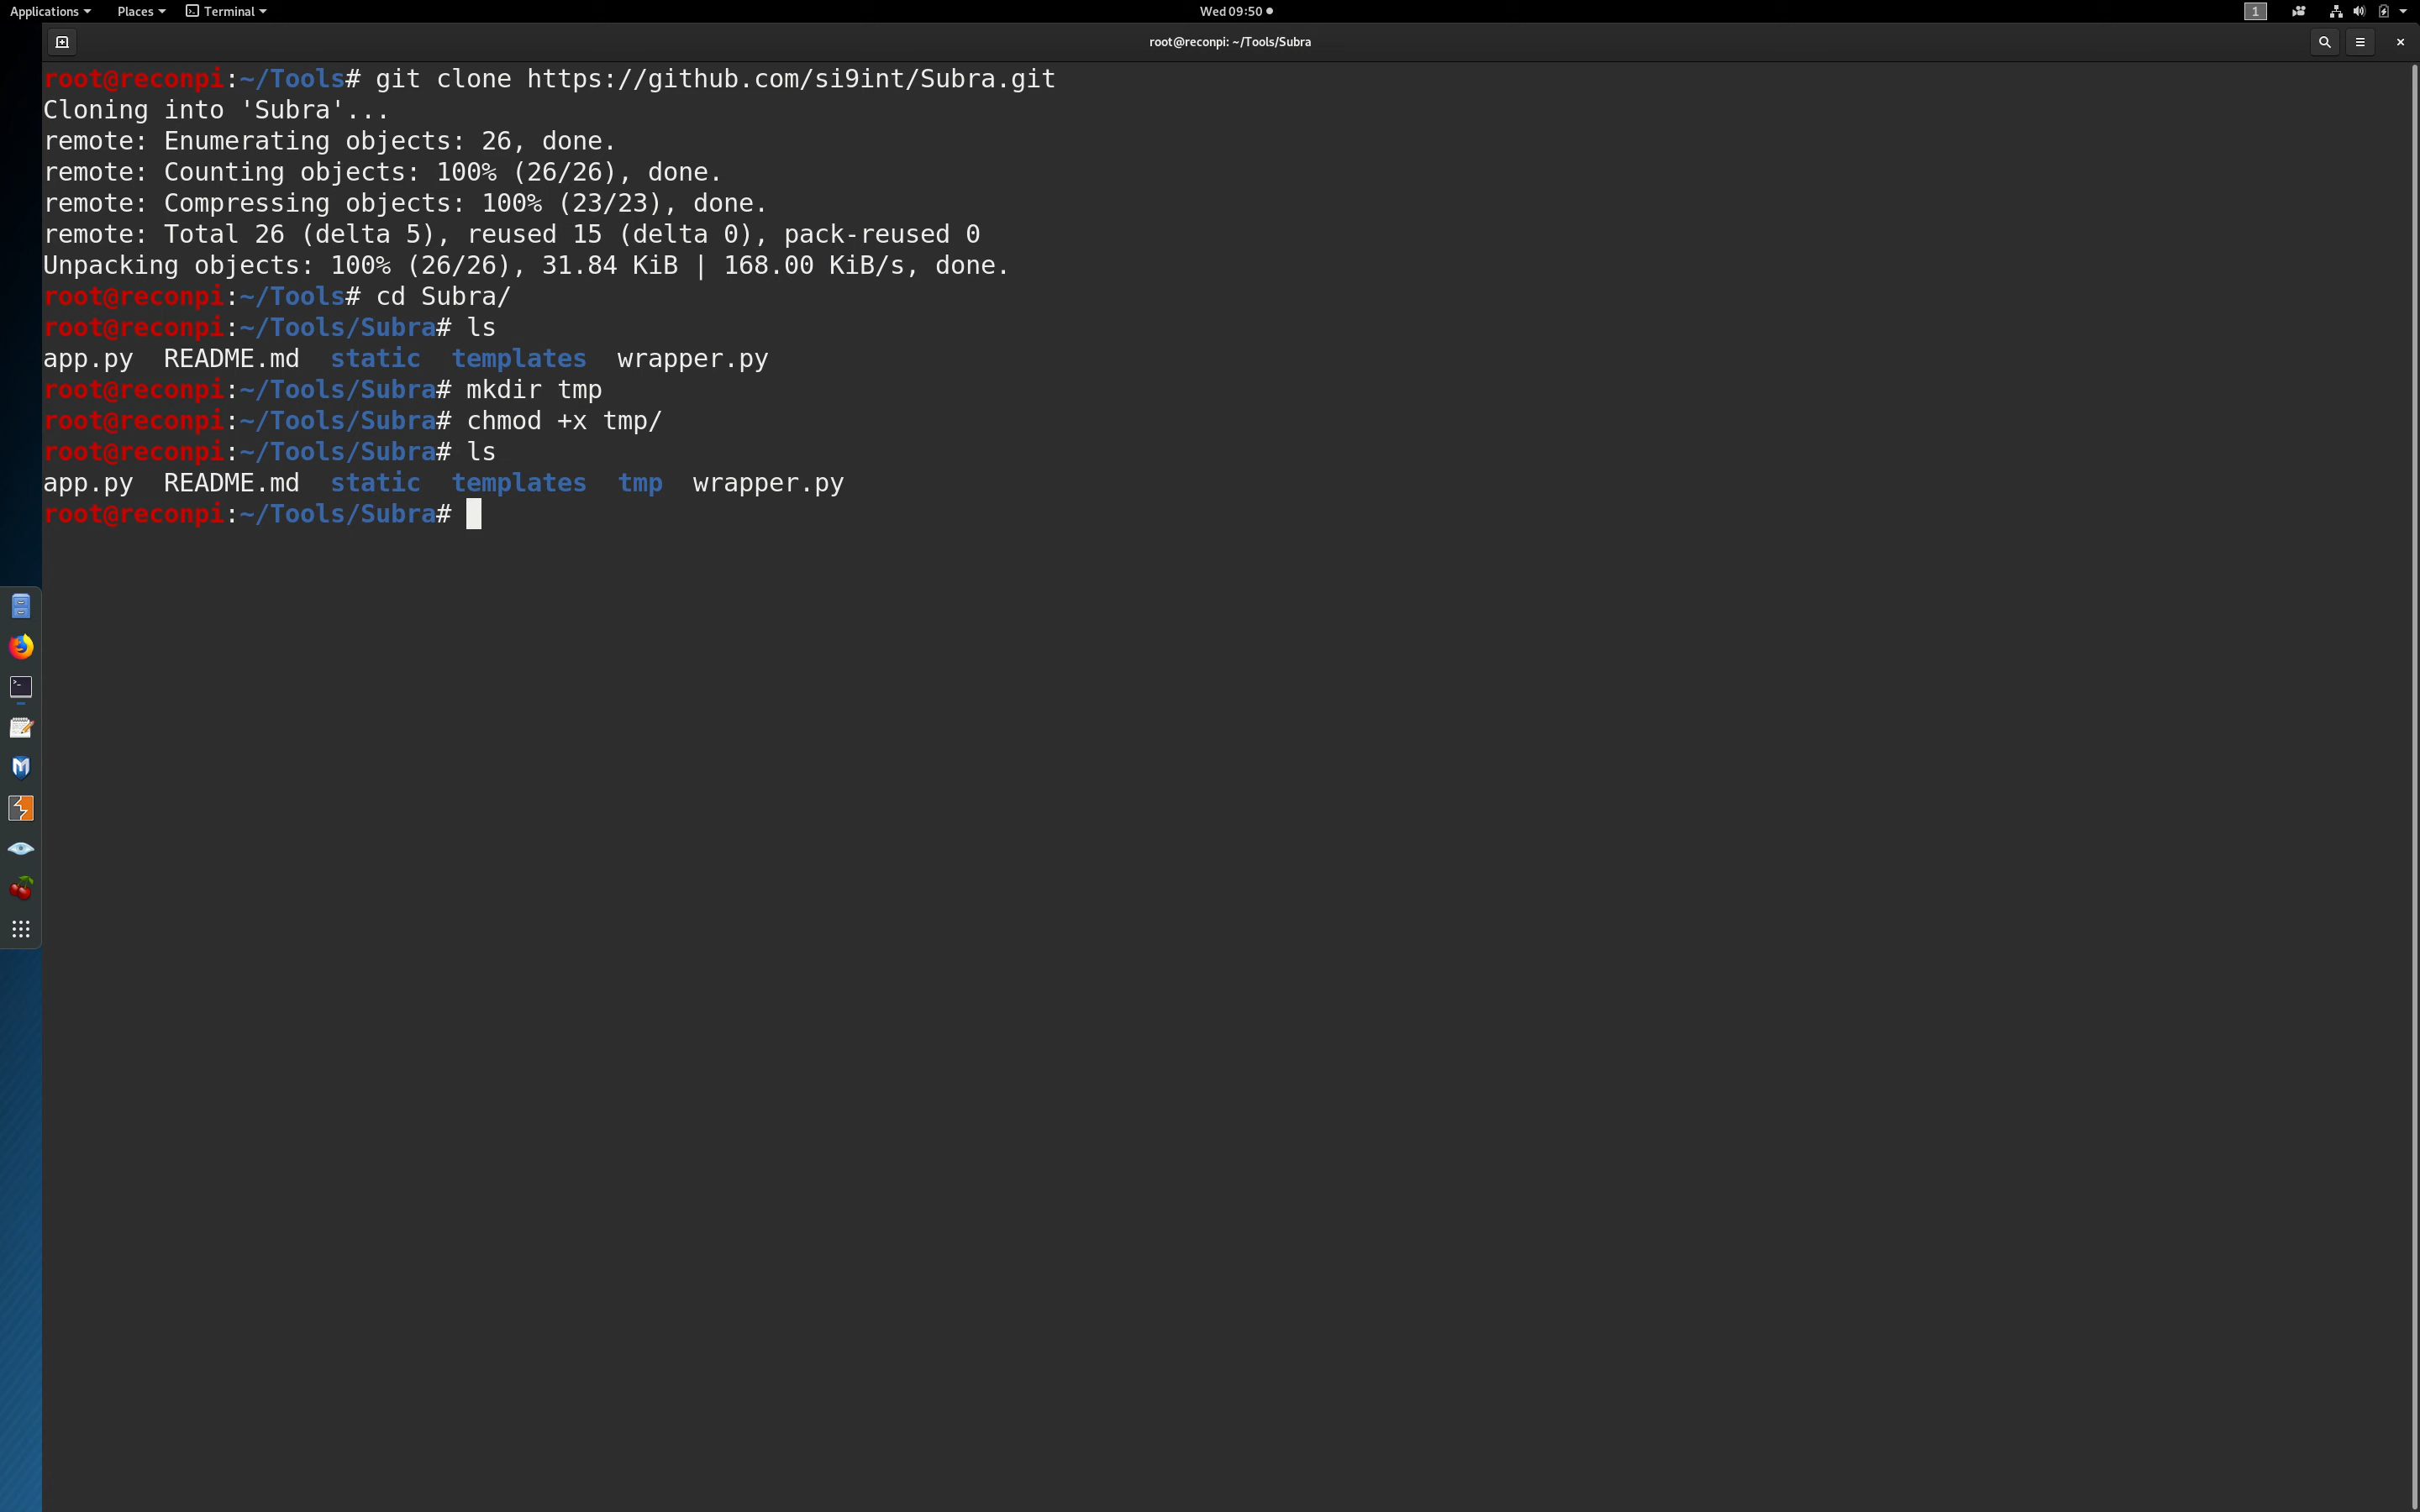 Applications Places Terminal Wed 09:50 1
root@reconpi: ~/Tools/Subra
root@reconpi:~/Tools# git clone https://github.com/si9int/Subra.git
Cloning into 'Subra'...
remote: Enumerating objects: 26, done.
remote: Counting objects: 100% (26/26), done.
remote: Compressing objects: 100% (23/23), done.
remote: Total 26 (delta 5), reused 15 (delta 0), pack-reused 0
Unpacking objects: 100% (26/26), 31.84 KiB | 168.00 KiB/s, done.
root@reconpi:~/Tools# cd Subra/
root@reconpi:~/Tools/Subra# ls
app.py  README.md  static  templates  wrapper.py
root@reconpi:~/Tools/Subra# mkdir tmp
root@reconpi:~/Tools/Subra# chmod +x tmp/
root@reconpi:~/Tools/Subra# ls
app.py  README.md  static  templates  tmp  wrapper.py
root@reconpi:~/Tools/Subra#